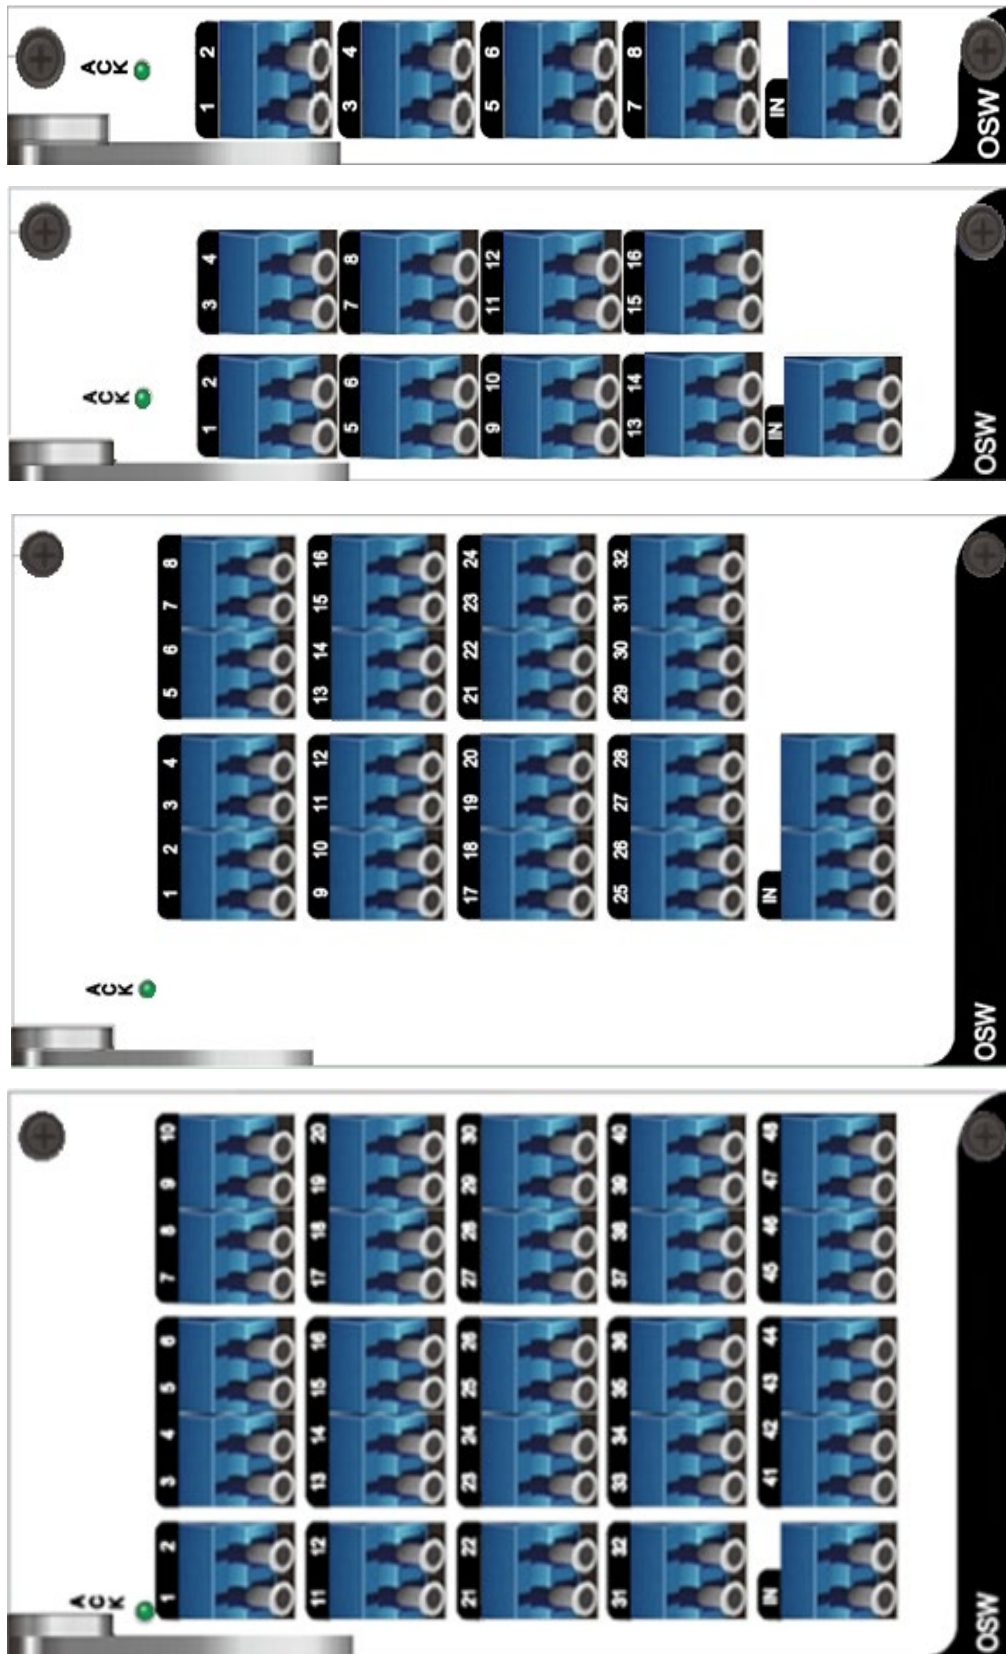 ACK
1 2
3 4
5 6
7 8
IN
OSW
3 4
7 8
11 12
15 16
ACK
1 2
5 6
9 10
13 14
IN
OSW
5 6 7 8
13 14 15 16
21 22 23 24
29 30 31 32
1 2 3 4
9 10 11 12
17 18 19 20
25 26 27 28
IN
ACK
OSW
7 8 9 10
17 18 19 20
27 28 29 30
37 38 39 40
45 46 47 48
3 4 5 6
13 14 15 16
23 24 25 26
33 34 35 36
41 42 43 44
ACK
1 2
11 12
21 22
31 32
IN
OSW